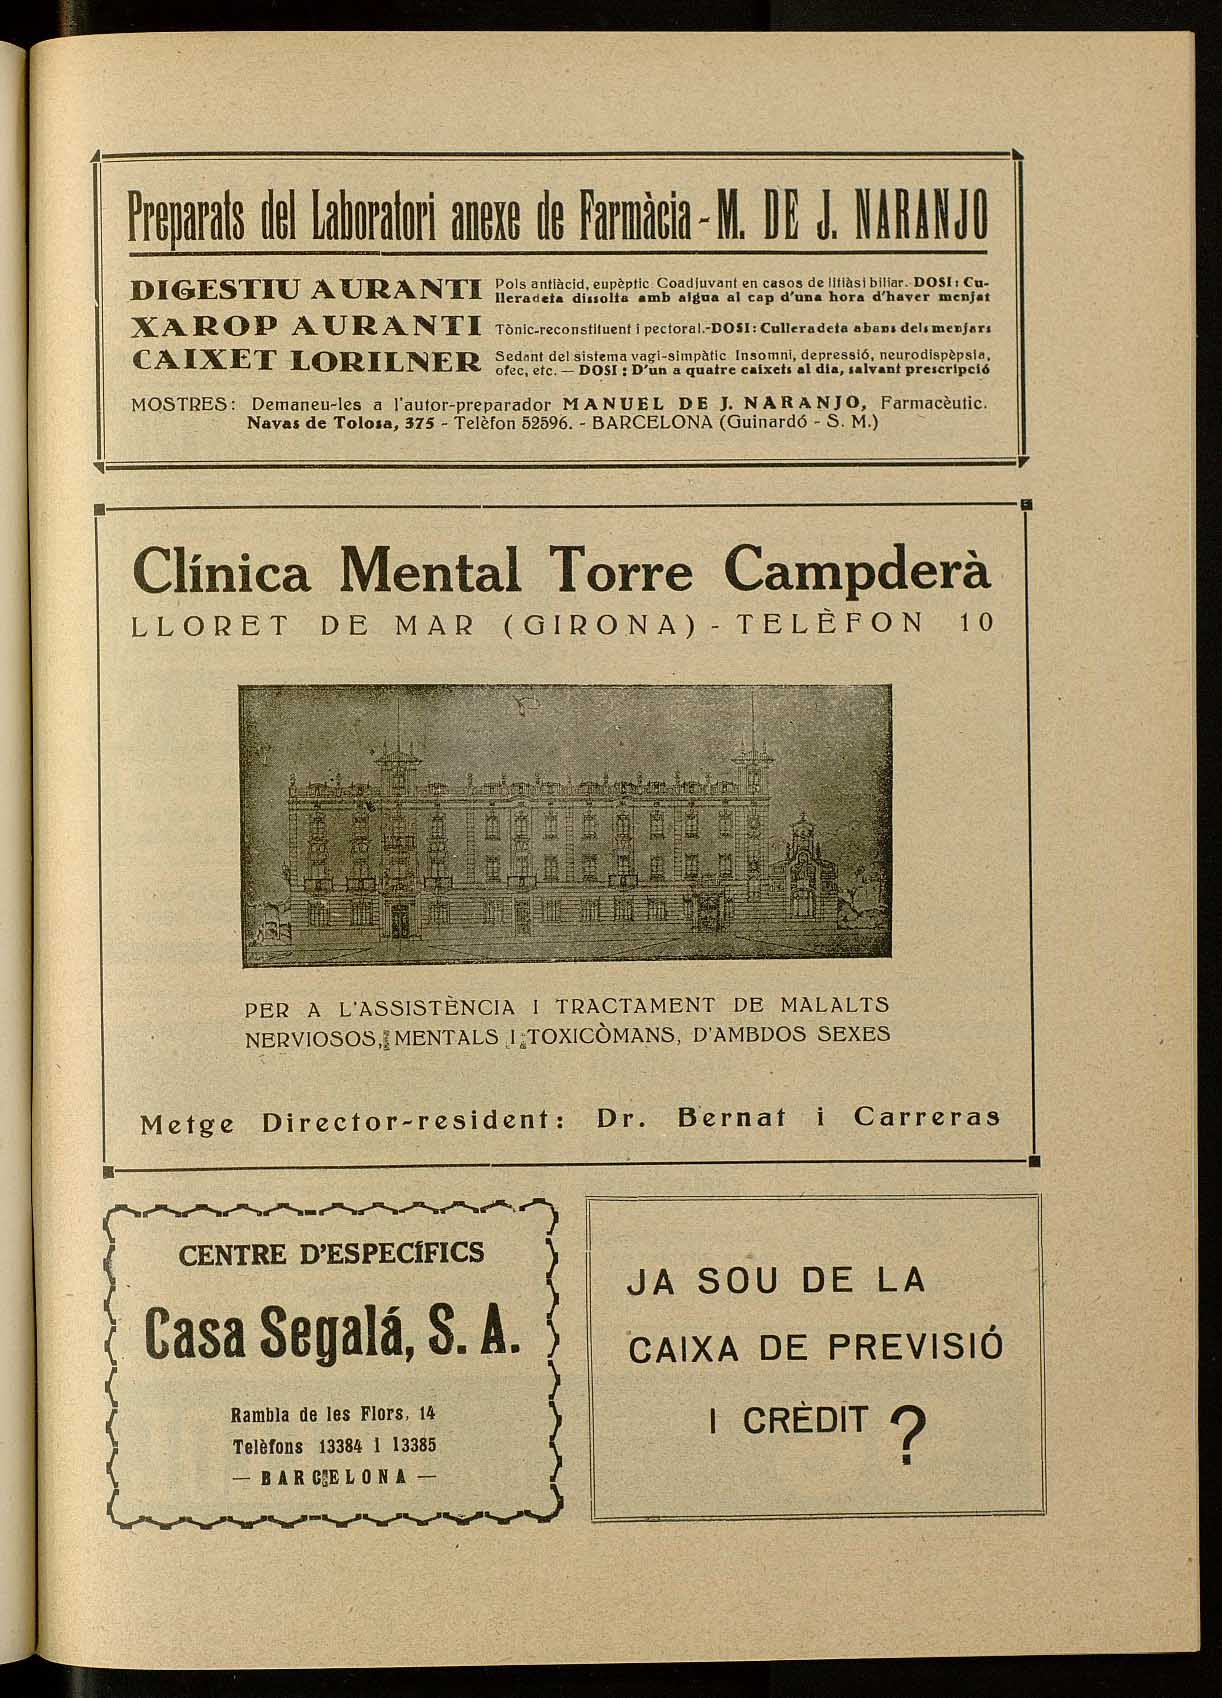 Preparats del Laboratori anexe de Farmàcia - M. DE J. NARANJO
DIGESTIU AURANTI Pols antiàcid, eupèptic Coadjuvant en casos de litiàsi biliar. DOSI: Cu-
lleradeta dissolta amb aigua al cap d'una hora d'haver menjat
XAROP AURANTI Tònic-reconstituent i pectoral.-DOSI: Culleradeta abans dels menjars
CAIXET LORILNER Sedant del sistema vagi-simpàtic Insomni, depressió, neurodispèpsia,
ofec, etc. — DOSI: D'un a quatre caixets al dia, salvant prescripció
MOSTRES: Demaneu-les a l'autor-preparador MANUEL DE J. NARANJO, Farmacèutic.
Navas de Tolosa, 375 - Telèfon 52596. - BARCELONA (Guinardó - S. M.)
Clínica Mental Torre Campderà
LLORET DE MAR (GIRONA) - TELÈFON 10
PER A L'ASSISTÈNCIA I TRACTAMENT DE MALALTS
NERVIOSOS, MENTALS I TOXICÒMANS, D'AMBDOS SEXES
Metge Director-resident: Dr. Bernat i Carreras
CENTRE D'ESPECÍFICS
Casa Segalá, S. A.
Rambla de les Flors, 14
Telèfons 13384 i 13385
— BARCELONA —
JA SOU DE LA
CAIXA DE PREVISIÓ
I CRÈDIT ?